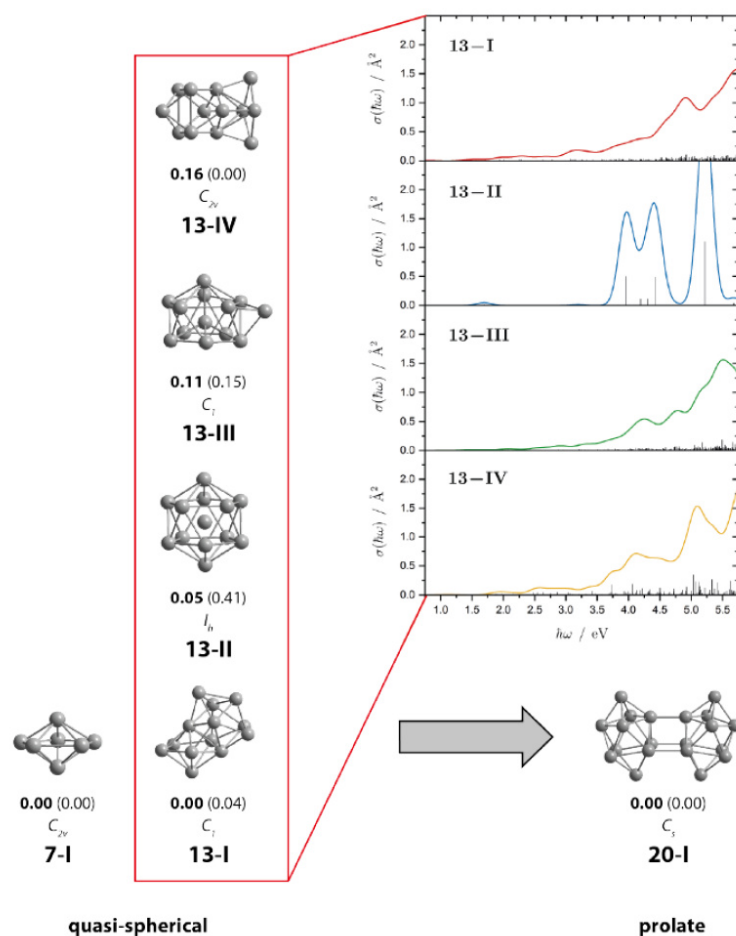 0.16 (0.00)
C2v
13-IV
0.11 (0.15)
C1
13-III
0.05 (0.41)
Ih
13-II
0.00 (0.00)
C2v
7-I
0.00 (0.04)
C1
13-I
quasi-spherical
13–I
σ(ℏω) / Å²
2.0
1.5
1.0
0.5
0.0
13–II
σ(ℏω) / Å²
2.0
1.5
1.0
0.5
0.0
13–III
σ(ℏω) / Å²
2.0
1.5
1.0
0.5
0.0
13–IV
σ(ℏω) / Å²
2.0
1.5
1.0
0.5
0.0
1.0 1.5 2.0 2.5 3.0 3.5 4.0 4.5 5.0 5.5
ℏω / eV
0.00 (0.00)
Cs
20-I
prolate